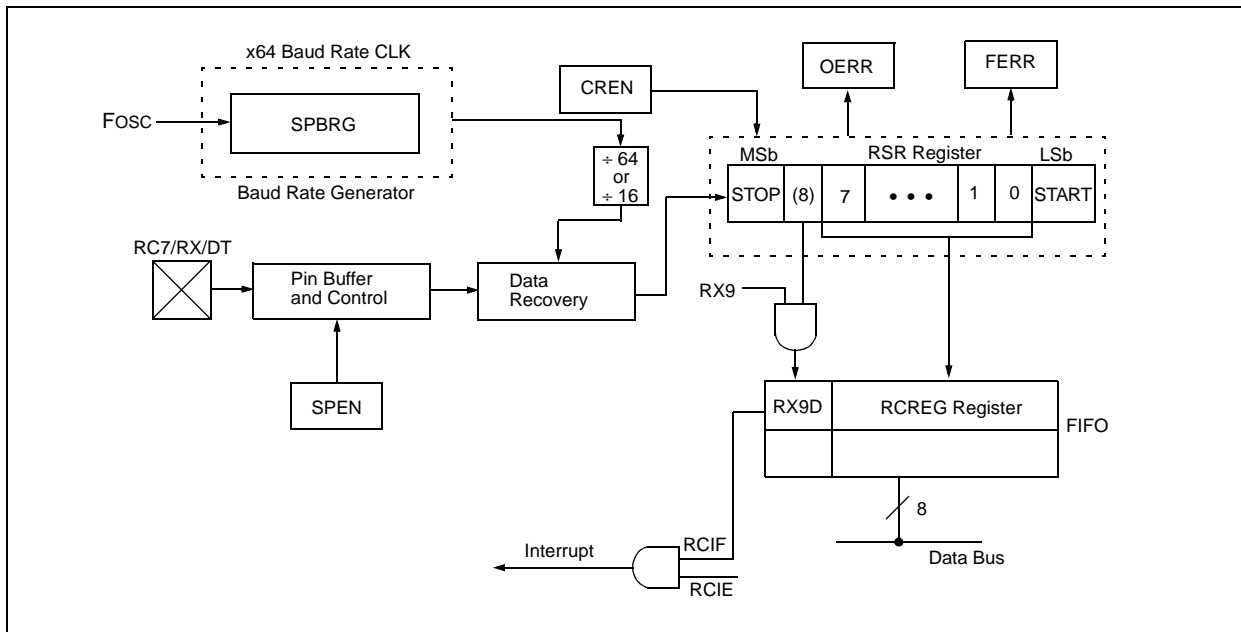 x64 Baud Rate CLK
FOSC
SPBRG
Baud Rate Generator
CREN
OERR
FERR
÷ 64
or
÷ 16
MSb
RSR Register
LSb
STOP
(8)
7
• • •
1
0
START
RC7/RX/DT
Pin Buffer
and Control
Data
Recovery
SPEN
RX9
RX9D
RCREG Register
FIFO
8
Data Bus
Interrupt
RCIF
RCIE